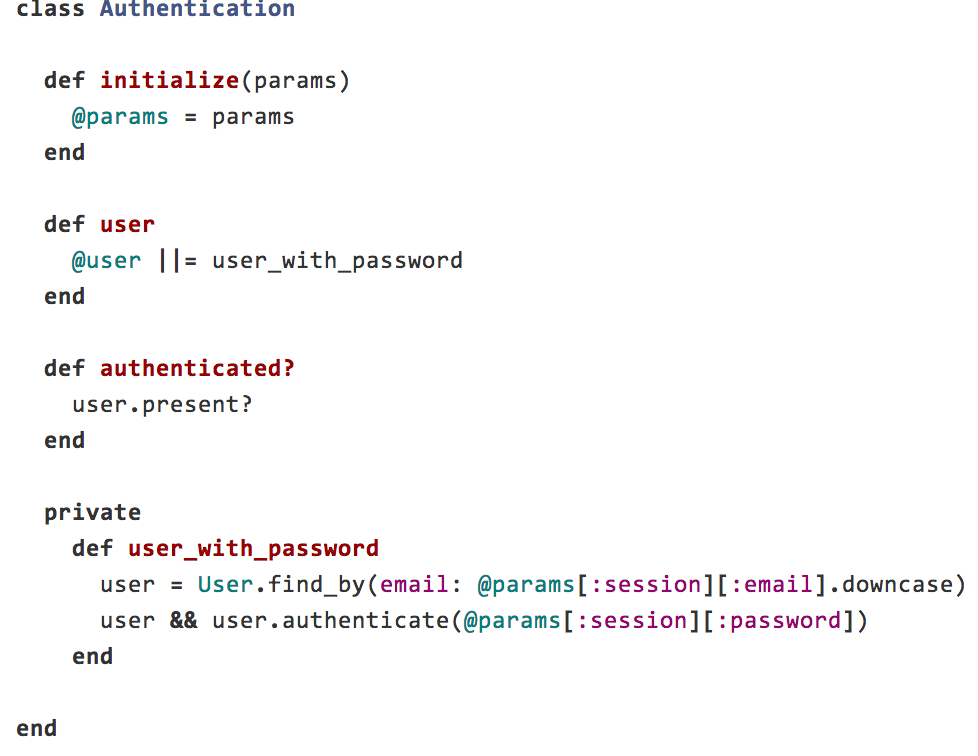 class Authentication
  def initialize(params)
    @params = params
  end
  def user
    @user ||= user_with_password
  end
  def authenticated?
    user.present?
  end
  private
    def user_with_password
      user = User.find_by(email: @params[:session][:email].downcase)
      user && user.authenticate(@params[:session][:password])
    end
end